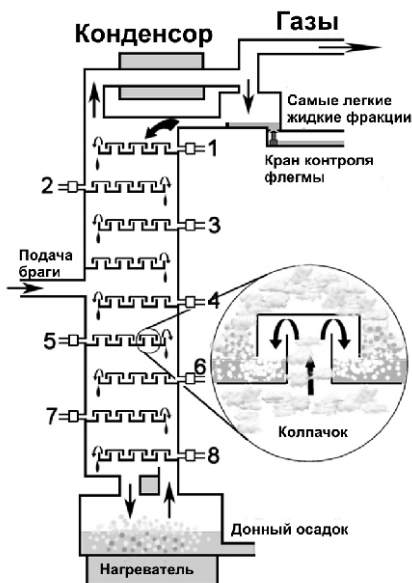 Газы
Конденсор
Самые легкие
жидкие фракции
Кран контроля
флегмы
1
2
3
Подача
браги
4
5
6
7
Колпачок
8
Донный осадок
Нагреватель